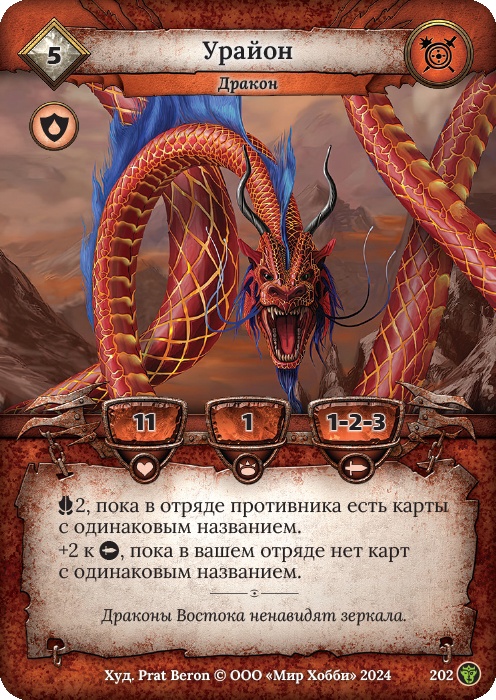 5
Урайон
Дракон
11
1
1-2-3
2, пока в отряде противника есть карты
с одинаковым названием.
+2 к , пока в вашем отряде нет карт
с одинаковым названием.
Драконы Востока ненавидят зеркала.
Худ. Prat Beron © ООО «Мир Хобби» 2024
202